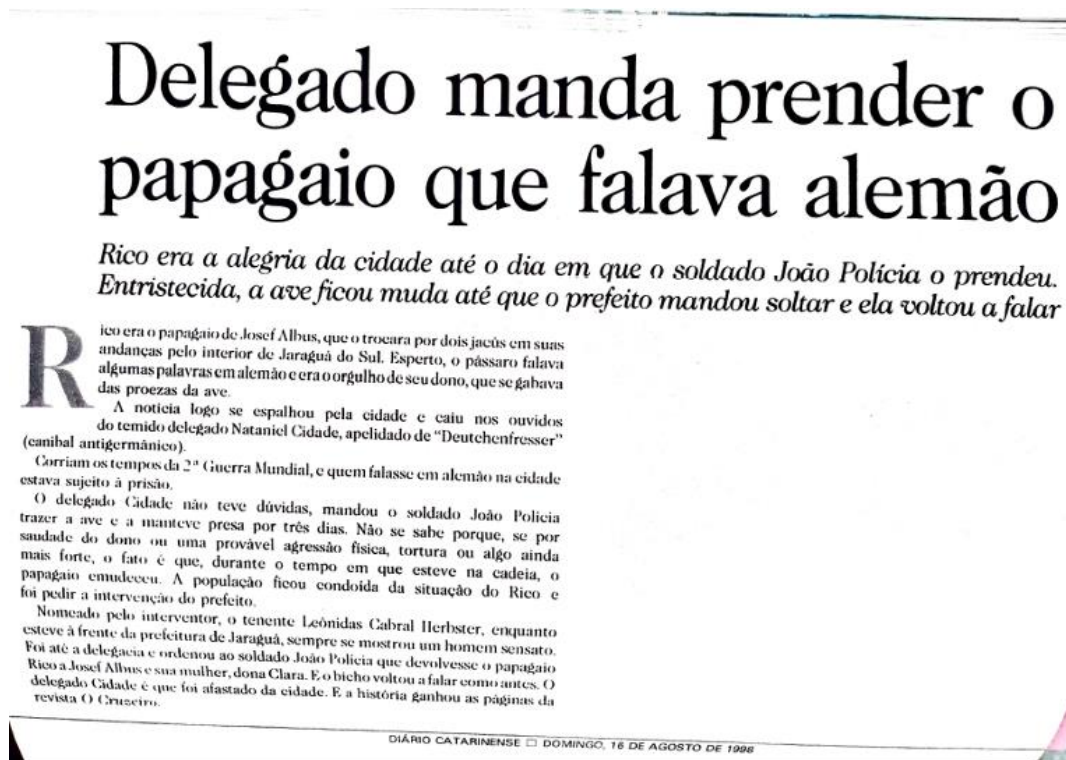 Delegado manda prender o
papagaio que falava alemão
Rico era a alegria da cidade até o dia em que o soldado João Polícia o prendeu.
Entristecida, a ave ficou muda até que o prefeito mandou soltar e ela voltou a falar
Rico era o papagaio de Josef Albus, que o trocara por dois jacús em suas
andanças pelo interior de Jaraguá do Sul. Esperto, o pássaro falava
algumas palavras em alemão e era o orgulho de seu dono, que se gabava
das proezas da ave.
A notícia logo se espalhou pela cidade e caiu nos ouvidos
do temido delegado Nataniel Cidade, apelidado de “Deutchenfresser”
(canibal antigermânico).
Corriam os tempos da 2ª Guerra Mundial, e quem falasse em alemão na cidade
estava sujeito à prisão.
O delegado Cidade não teve dúvidas, mandou o soldado João Polícia
trazer a ave e a manteve presa por três dias. Não se sabe porque, se por
saudade do dono ou uma provável agressão física, tortura ou algo ainda
mais forte, o fato é que, durante o tempo em que esteve na cadeia, o
papagaio emudeceu. A população ficou condoída da situação do Rico e
foi pedir a intervenção do prefeito.
Nomeado pelo interventor, o tenente Leônidas Cabral Herbster, enquanto
esteve à frente da prefeitura de Jaraguá, sempre se mostrou um homem sensato.
Foi até a delegacia e ordenou ao soldado João Polícia que devolvesse o papagaio
Rico a Josef Albus e sua mulher, dona Clara. E o bicho voltou a falar como antes. O
delegado Cidade é que foi afastado da cidade. E a história ganhou as páginas da
revista O Cruzeiro.
DIÁRIO CATARINENSE □ DOMINGO, 16 DE AGOSTO DE 1998